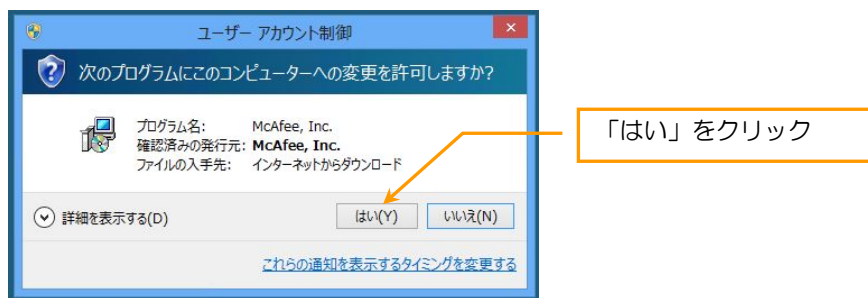 ユーザー アカウント制御
次のプログラムにこのコンピューターへの変更を許可しますか?
プログラム名: McAfee, Inc.
確認済みの発行元: McAfee, Inc.
ファイルの入手先: インターネットからダウンロード
「はい」をクリック
詳細を表示する(D) はい(Y) いいえ(N)
これらの通知を表示するタイミングを変更する